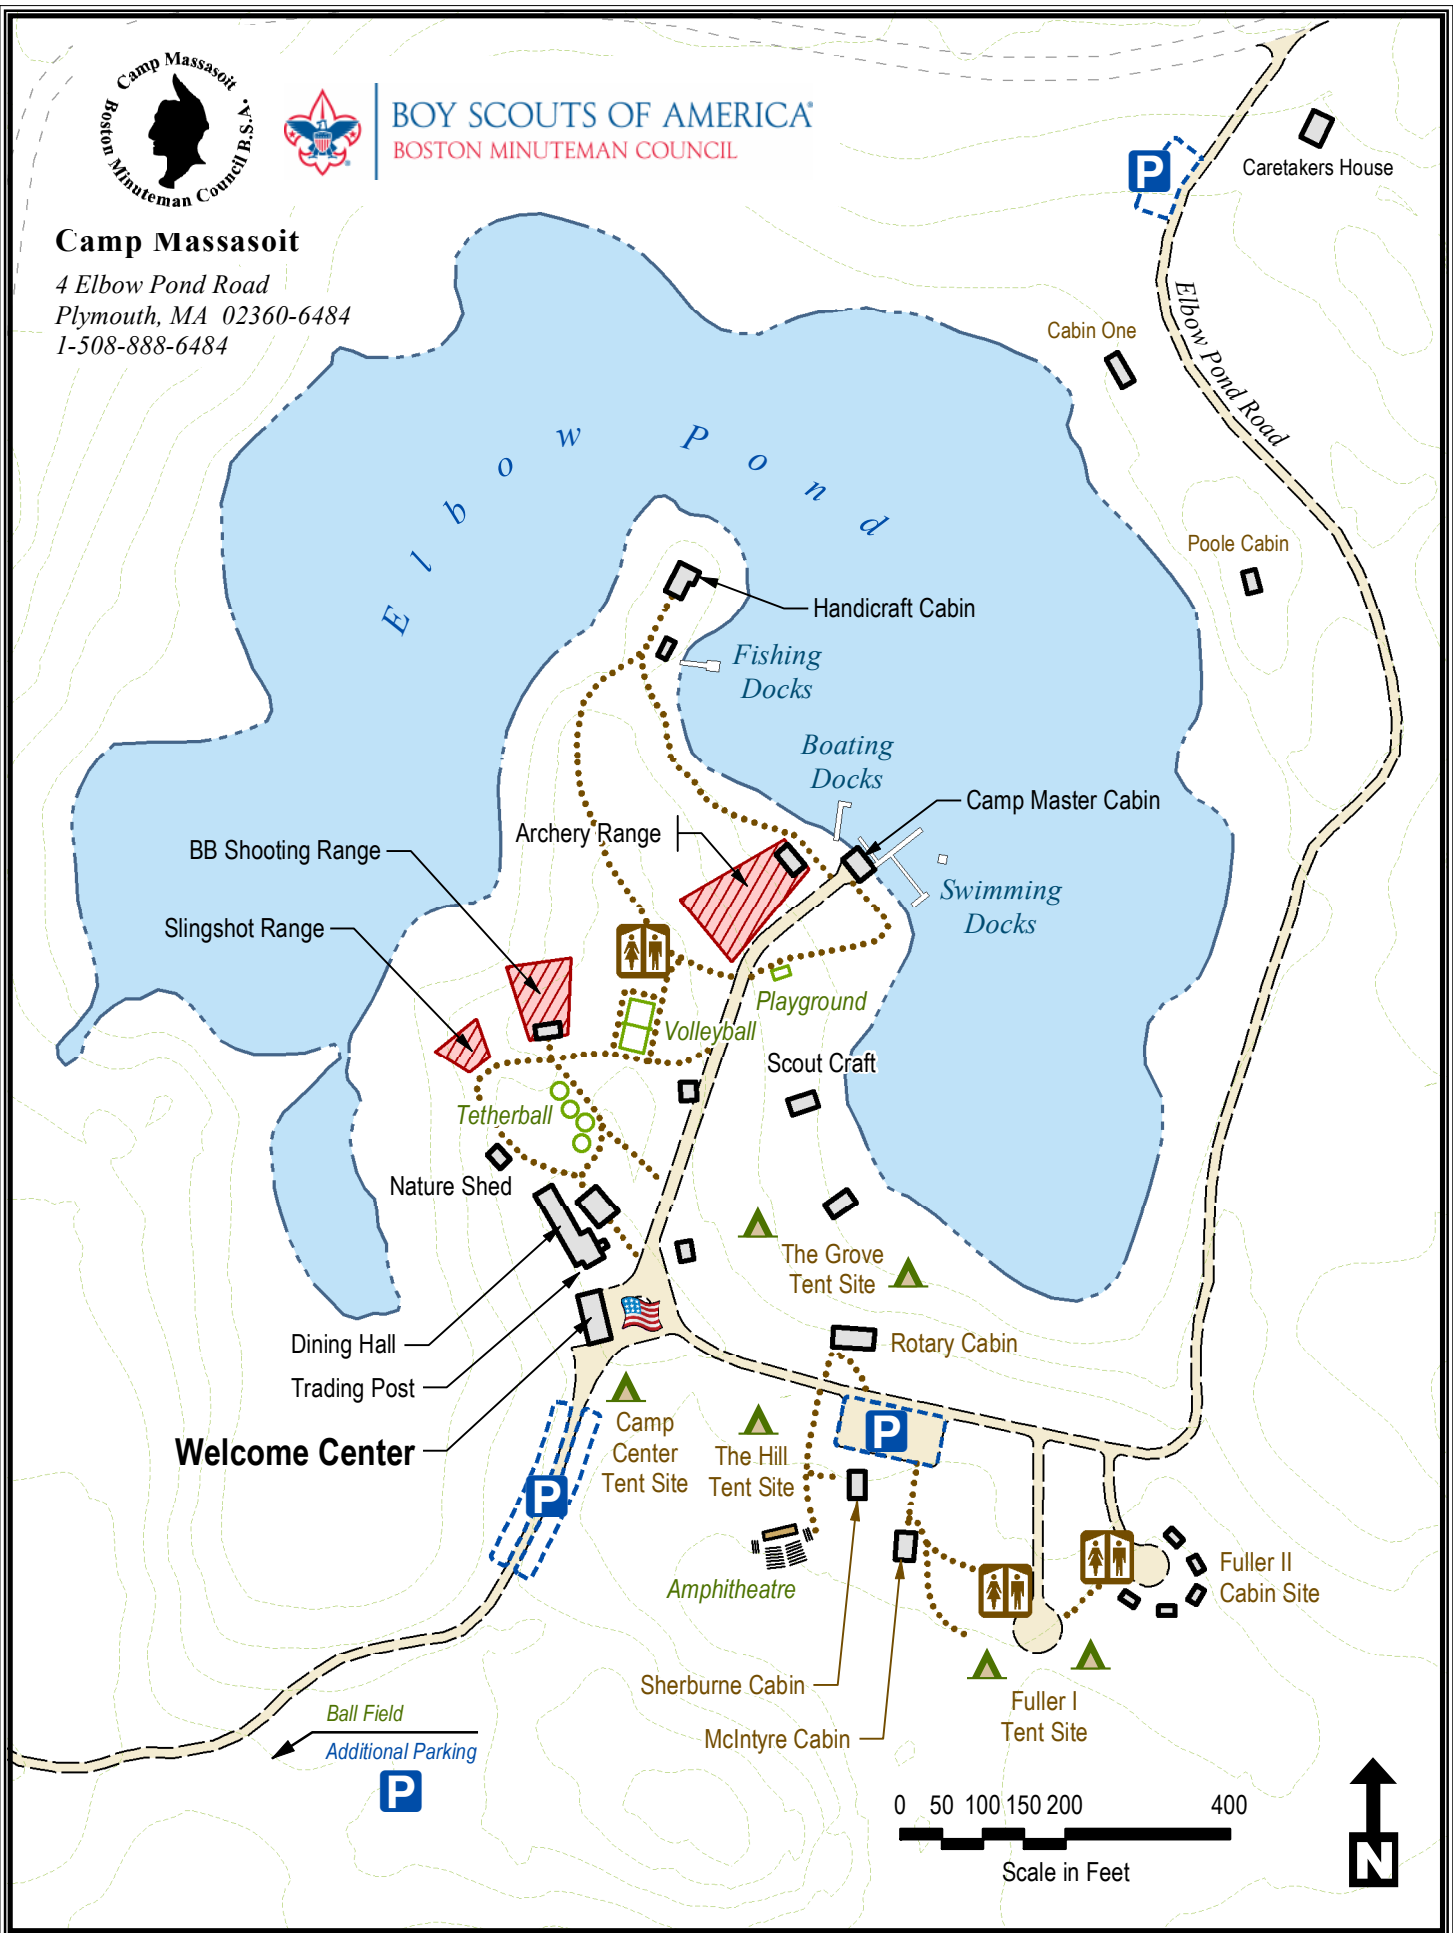 Camp Massasoit
Boston Minuteman Council B.S.A.
BOY SCOUTS OF AMERICA®
BOSTON MINUTEMAN COUNCIL
Camp Massasoit
4 Elbow Pond Road
Plymouth, MA 02360-6484
1-508-888-6484
P
Caretakers House
Elbow Pond Road
Cabin One
Elbow Pond
Poole Cabin
Handicraft Cabin
Fishing
Docks
Boating
Docks
Camp Master Cabin
Archery Range
BB Shooting Range
Swimming
Docks
Slingshot Range
Playground
Volleyball
Scout Craft
Tetherball
Nature Shed
The Grove
Tent Site
Dining Hall
Rotary Cabin
Trading Post
Welcome Center
Camp
Center
Tent Site
The Hill
Tent Site
P
P
Amphitheatre
Fuller II
Cabin Site
Sherburne Cabin
McIntyre Cabin
Fuller I
Tent Site
Ball Field
Additional Parking
P
0 50 100 150 200 400
Scale in Feet
N